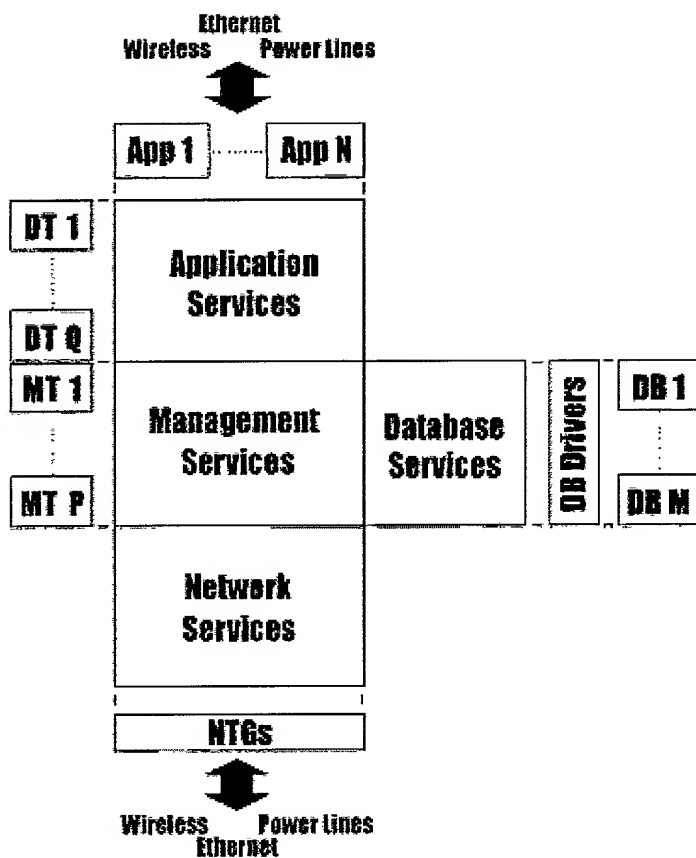 Ethernet
Wireless Power Lines
App 1 App N
DT 1
Application
Services
DT Q
MT 1
Management
Services
Database
Services
DB Drivers
DB 1
MT P
DB M
Network
Services
NTGs
Wireless Power Lines
Ethernet